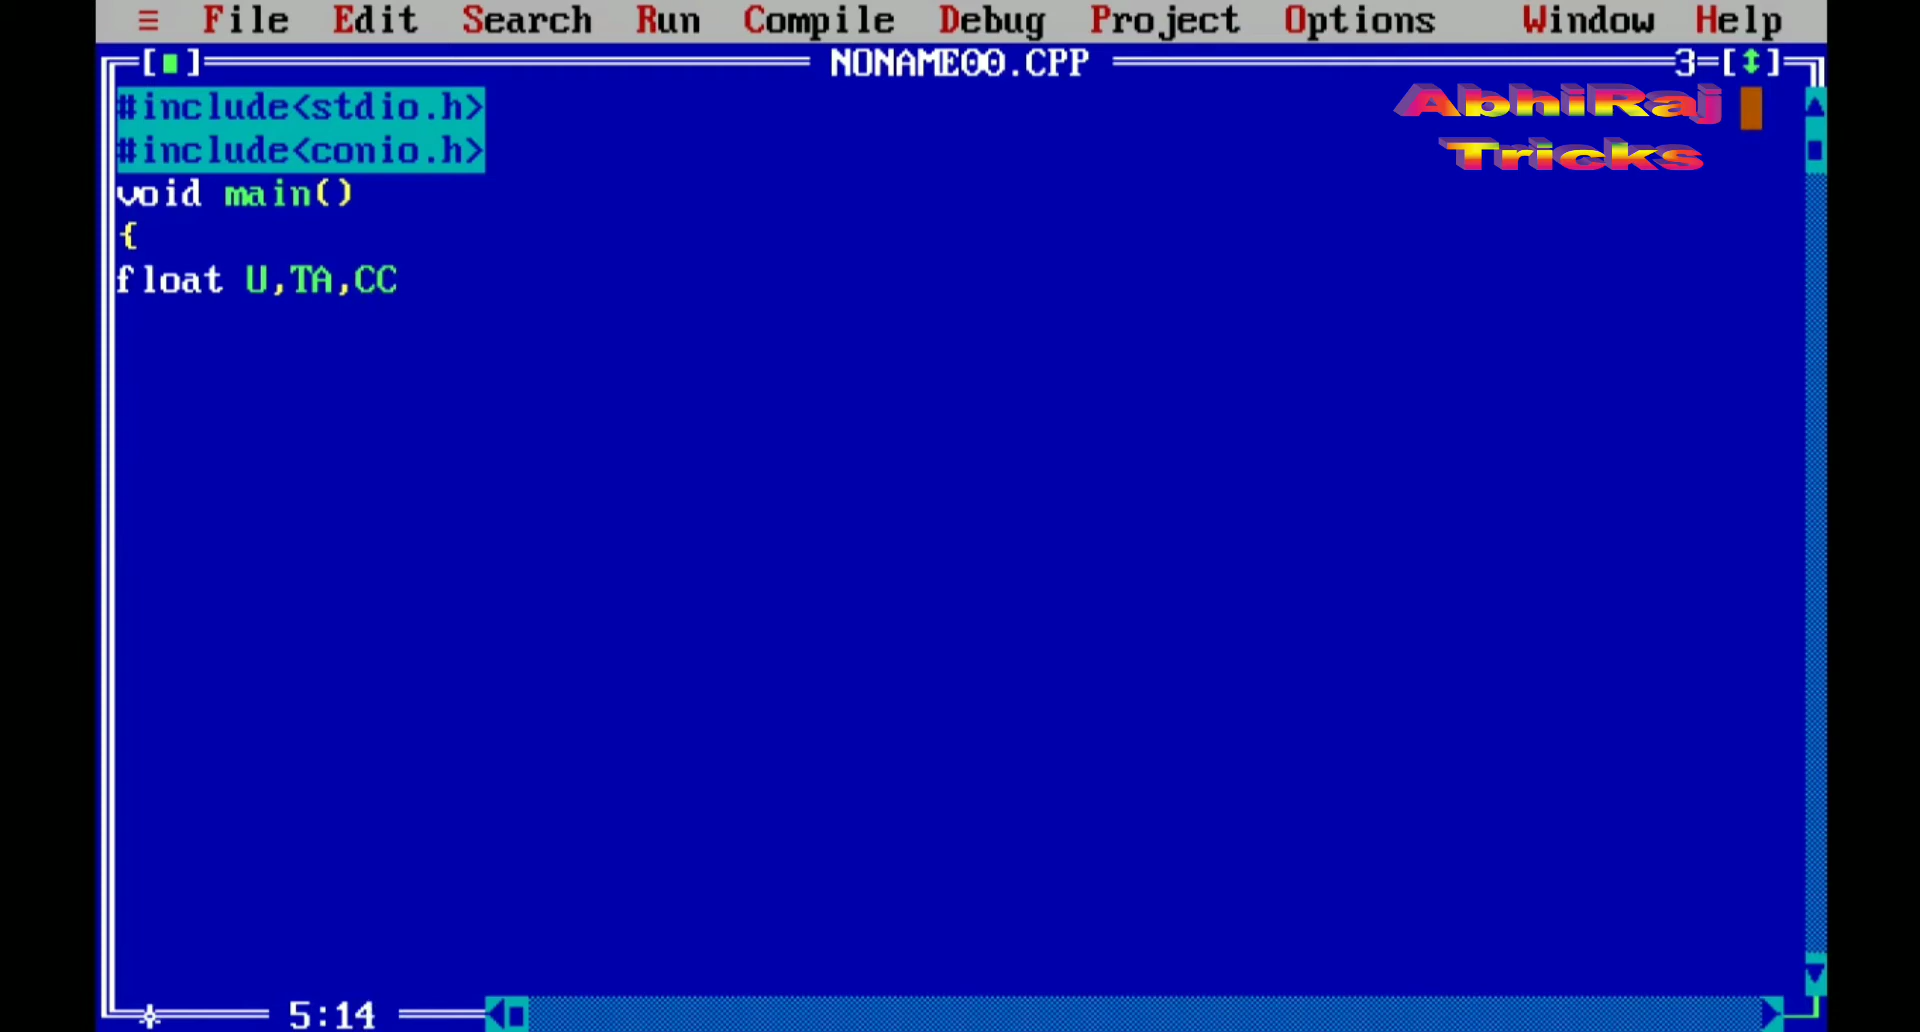 ≡ File Edit Search Run Compile Debug Project Options Window Help
[■] NONAME00.CPP 3=[↕]
AbhiRaj
Tricks
#include<stdio.h>
#include<conio.h>
void main()
{
float U,TA,CC
5:14